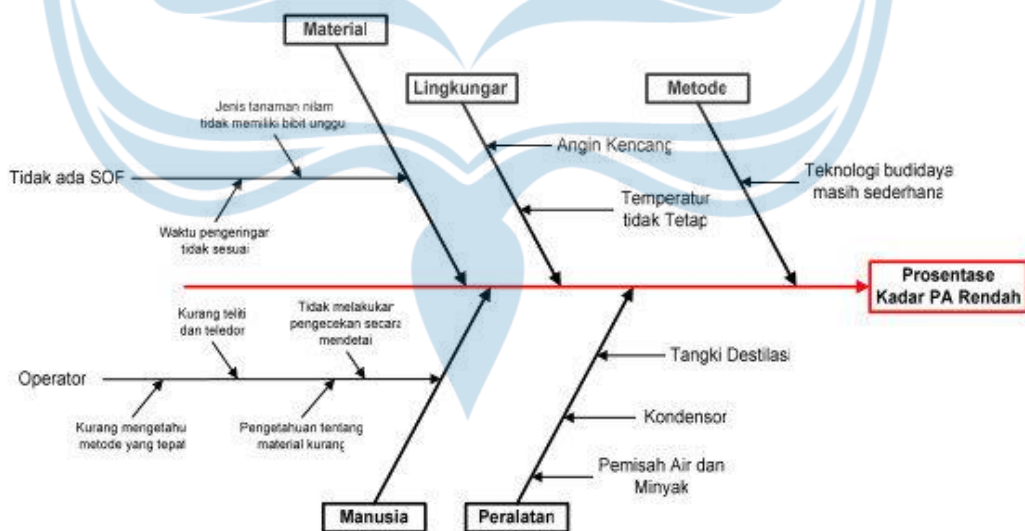 Material
Lingkungar
Metode
Jenis tanaman nilam
tidak memiliki bibit unggu
Angin Kencang
Tidak ada SOF
Teknologi budidaya
masih sederhana
Temperatur
tidak Tetap
Waktu pengeringar
tidak sesuai
Prosentase
Kadar PA Rendah
Kurang teliti
dan teledor
Tidak melakukar
pengecekan secara
mendetai
Tangki Destilasi
Operator
Kurang mengetahu
metode yang tepat
Pengetahuan tentang
material kurang
Kondensor
Pemisah Air dan
Minyak
Manusia
Peralatan